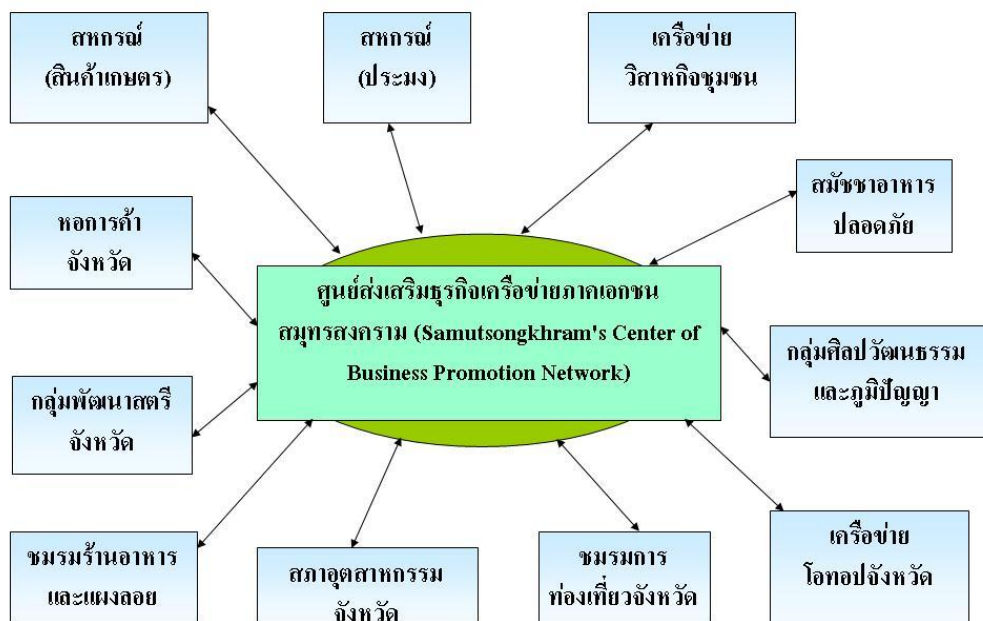 สหกรณ์
(สินค้าเกษตร)
สหกรณ์
(ประมง)
เครือข่าย
วิสาหกิจชุมชน
สมัชชาอาหาร
ปลอดภัย
หอการค้า
จังหวัด
ศูนย์ส่งเสริมธุรกิจเครือข่ายภาคเอกชน
สมุทรสงคราม (Samutsongkhram's Center of
Business Promotion Network)
กลุ่มศิลปวัฒนธรรม
และภูมิปัญญา
กลุ่มพัฒนาสตรี
จังหวัด
ชมรมร้านอาหาร
และแผงลอย
สภาอุตสาหกรรม
จังหวัด
ชมรมการ
ท่องเที่ยวจังหวัด
เครือข่าย
โอทอปจังหวัด